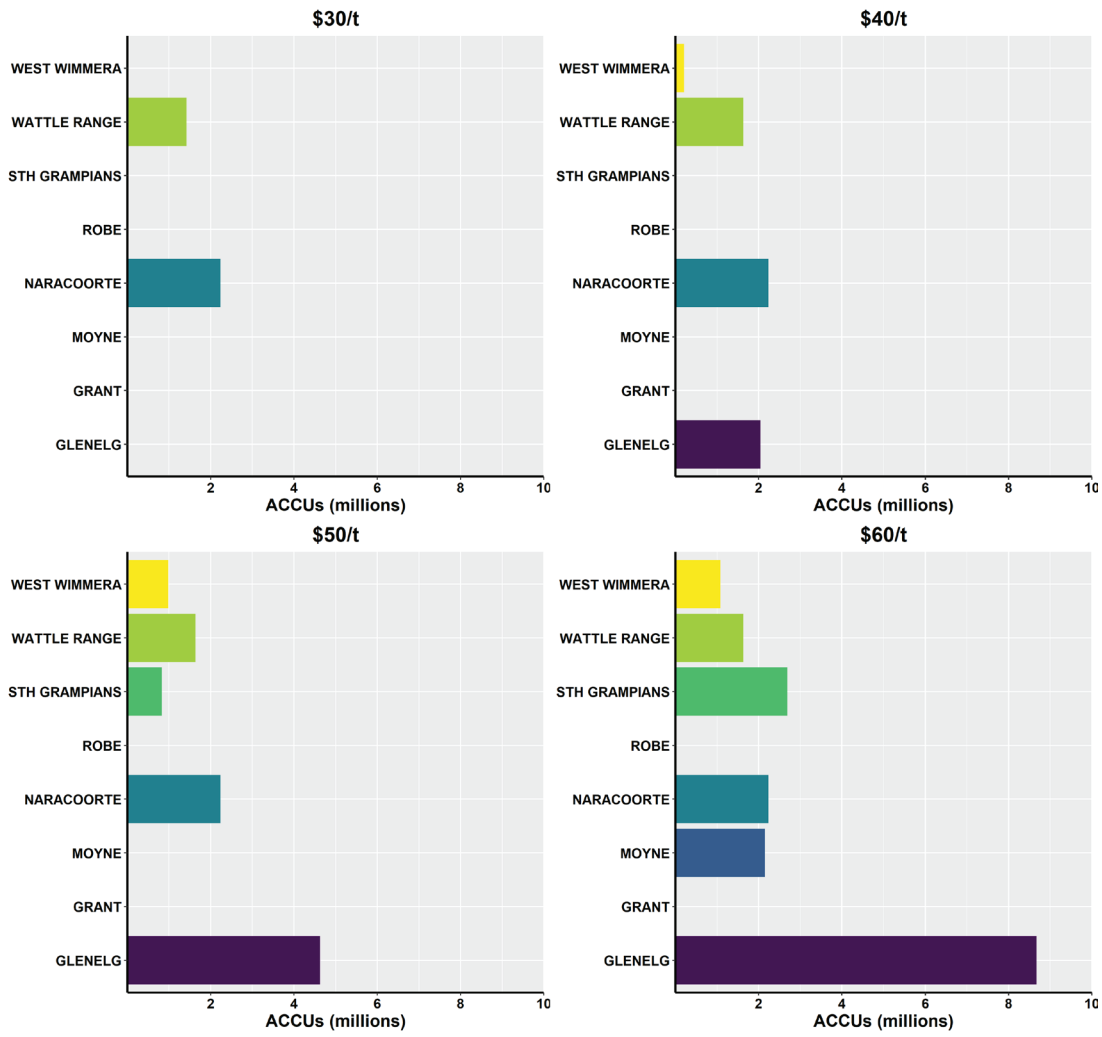 $30/t
WEST WIMMERA
WATTLE RANGE
STH GRAMPIANS
ROBE
NARACOORTE
MOYNE
GRANT
GLENELG
2 4 6 8 10
ACCUs (millions)
$40/t
WEST WIMMERA
WATTLE RANGE
STH GRAMPIANS
ROBE
NARACOORTE
MOYNE
GRANT
GLENELG
2 4 6 8 10
ACCUs (millions)
$50/t
WEST WIMMERA
WATTLE RANGE
STH GRAMPIANS
ROBE
NARACOORTE
MOYNE
GRANT
GLENELG
2 4 6 8 10
ACCUs (millions)
$60/t
WEST WIMMERA
WATTLE RANGE
STH GRAMPIANS
ROBE
NARACOORTE
MOYNE
GRANT
GLENELG
2 4 6 8 10
ACCUs (millions)